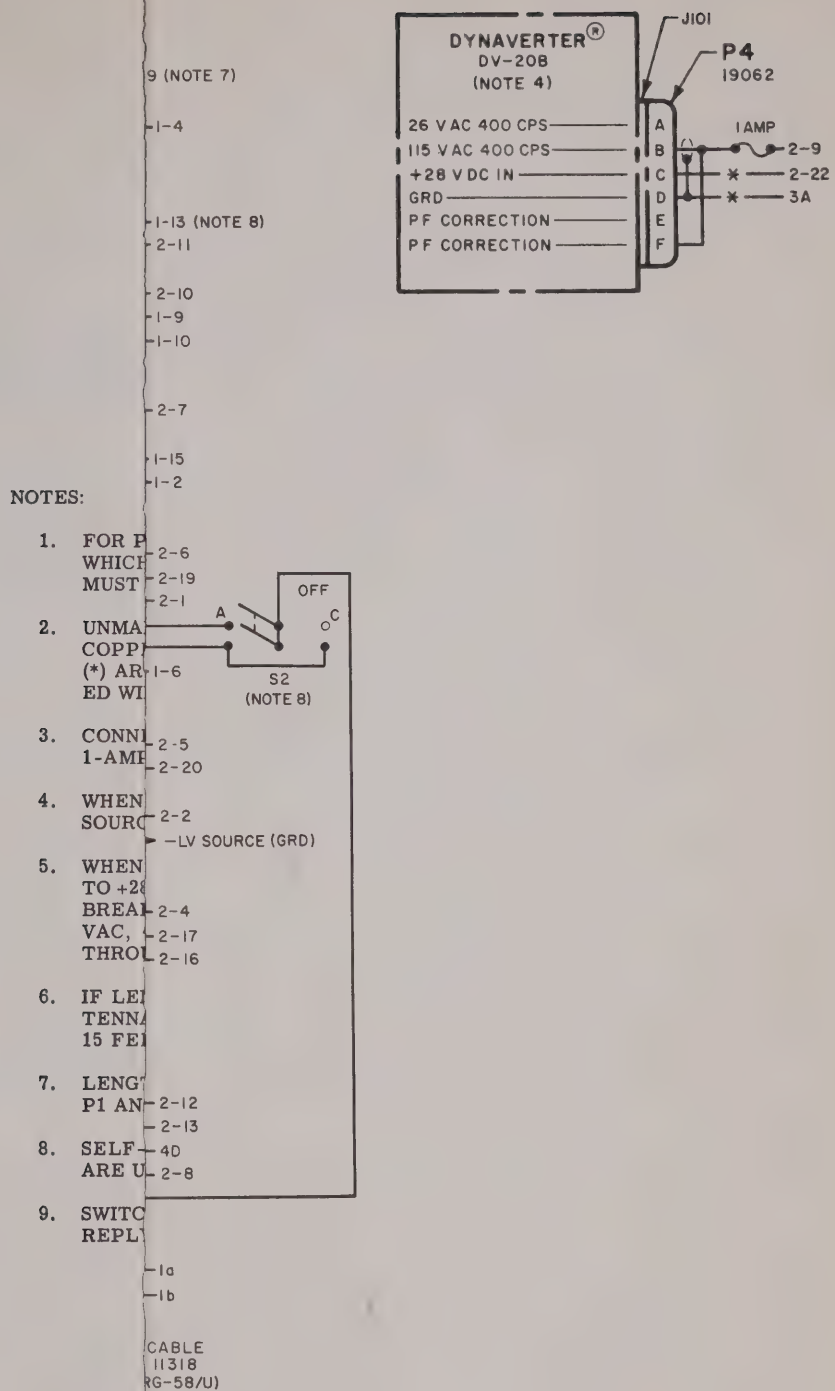 DYNAVERTER®
DV-20B
(NOTE 4)
J101
P4
19062
26 VAC 400 CPS A
115 VAC 400 CPS B 1 AMP 2-9
+28 V DC IN C * 2-22
GRD D * 3A
PF CORRECTION E
PF CORRECTION F
9 (NOTE 7)
1-4
1-13 (NOTE 8)
2-11
2-10
1-9
1-10
2-7
1-15
1-2
2-6
2-19
2-1
A OFF C
S2
(NOTE 8)
1-6
2-5
2-20
2-2
-LV SOURCE (GRD)
2-4
2-17
2-16
2-12
2-13
4D
2-8
1a
1b
CABLE
11318
RG-58/U)
NOTES:
1. FOR P
WHICH
MUST
2. UNMA
COPP
(*) AR
ED WI
3. CONN
1-AM
4. WHEN
SOURC
5. WHEN
TO +28
BREA
VAC,
THRO
6. IF LE
TENNA
15 FE
7. LENG
P1 AN
8. SELF-
ARE U
9. SWITC
REPL